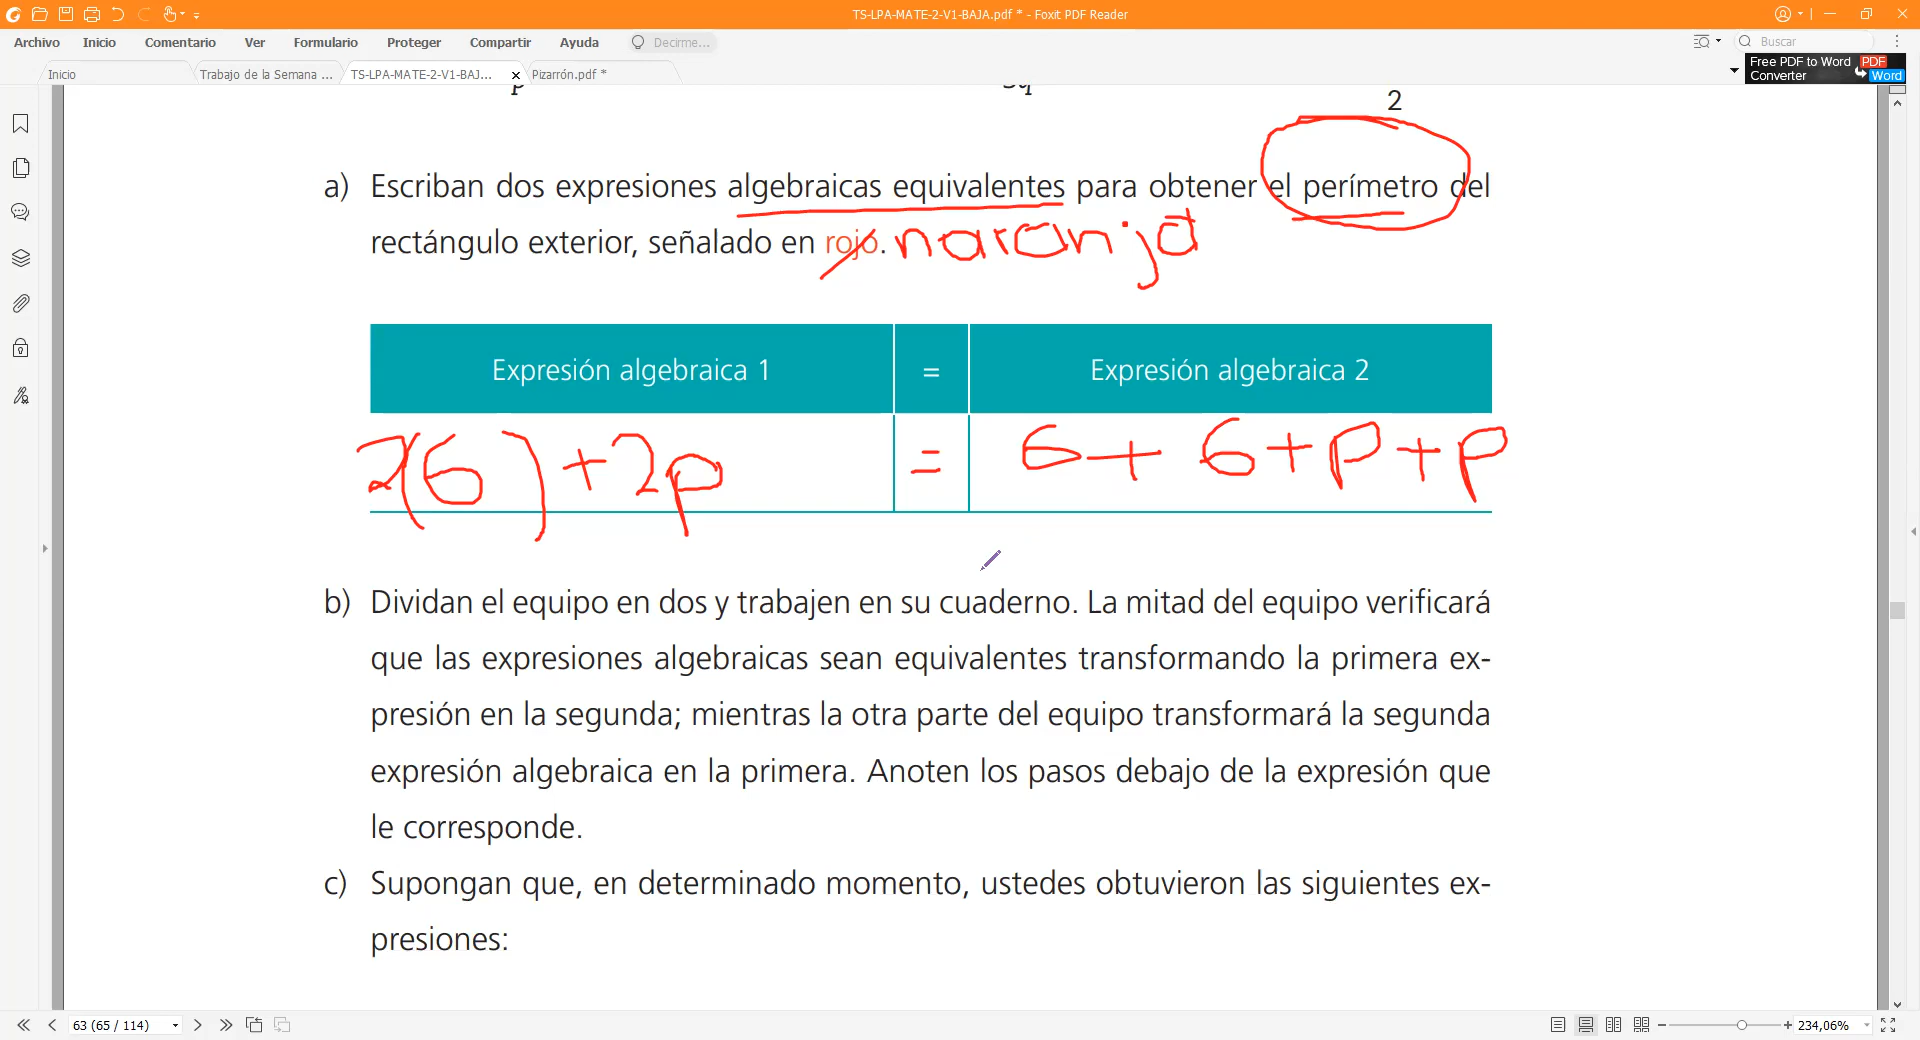 TS-LPA-MATE-2-V1-BAJA.pdf * - Foxit PDF Reader
Archivo Inicio Comentario Ver Formulario Proteger Compartir Ayuda Decirme... Buscar
Inicio Trabajo de la Semana ... TS-LPA-MATE-2-V1-BAJ... × Pizarrón.pdf *
Free PDF to Word PDF
Converter Word
p 3q
2
a) Escriban dos expresiones algebraicas equivalentes para obtener el perímetro del
rectángulo exterior, señalado en rojo. naranja
Expresión algebraica 1 = Expresión algebraica 2
2(6) + 2p = 6 + 6 + p + p
b) Dividan el equipo en dos y trabajen en su cuaderno. La mitad del equipo verificará
que las expresiones algebraicas sean equivalentes transformando la primera ex-
presión en la segunda; mientras la otra parte del equipo transformará la segunda
expresión algebraica en la primera. Anoten los pasos debajo de la expresión que
le corresponde.
c) Supongan que, en determinado momento, ustedes obtuvieron las siguientes ex-
presiones:
63 (65 / 114) 234,06%